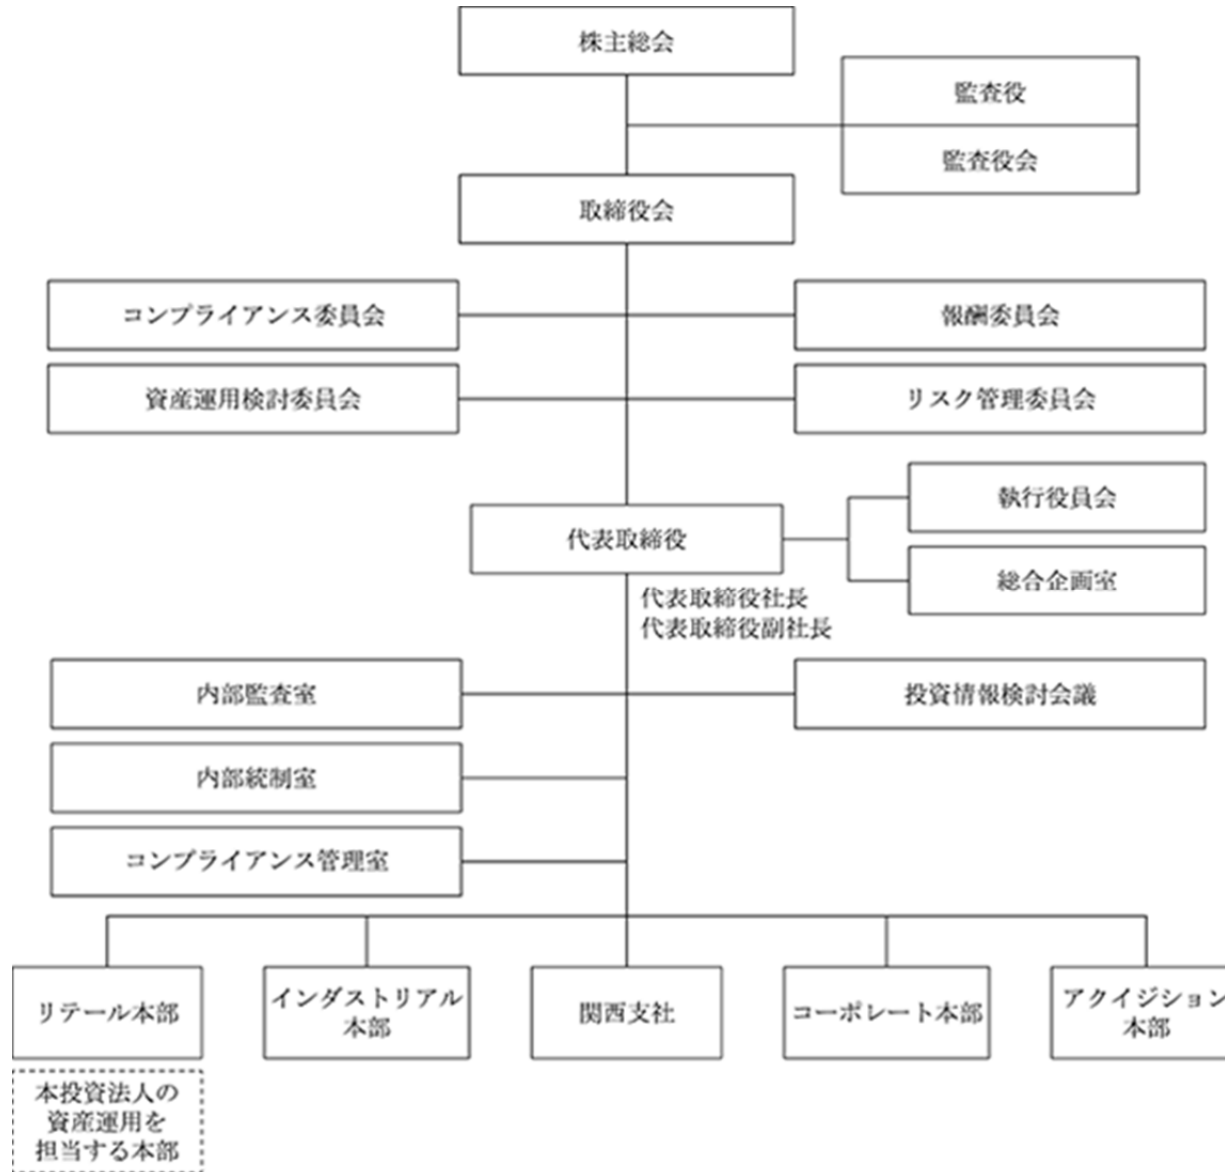 株主総会
監査役
監査役会
取締役会
コンプライアンス委員会
報酬委員会
資産運用検討委員会
リスク管理委員会
執行役員会
代表取締役
総合企画室
代表取締役社長
代表取締役副社長
内部監査室
投資情報検討会議
内部統制室
コンプライアンス管理室
リテール本部
インダストリアル
本部
関西支社
コーポレート本部
アクイジション
本部
本投資法人の
資産運用を
担当する本部